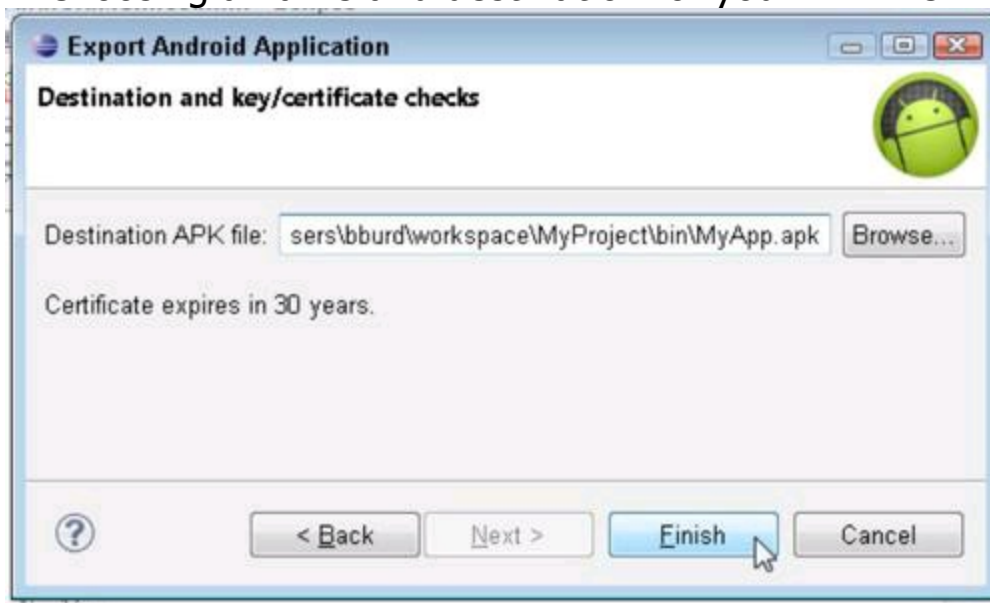 Export Android Application
Destination and key/certificate checks
Destination APK file: sers\bburd\workspace\MyProject\bin\MyApp.apk Browse...
Certificate expires in 30 years.
< Back Next > Finish Cancel